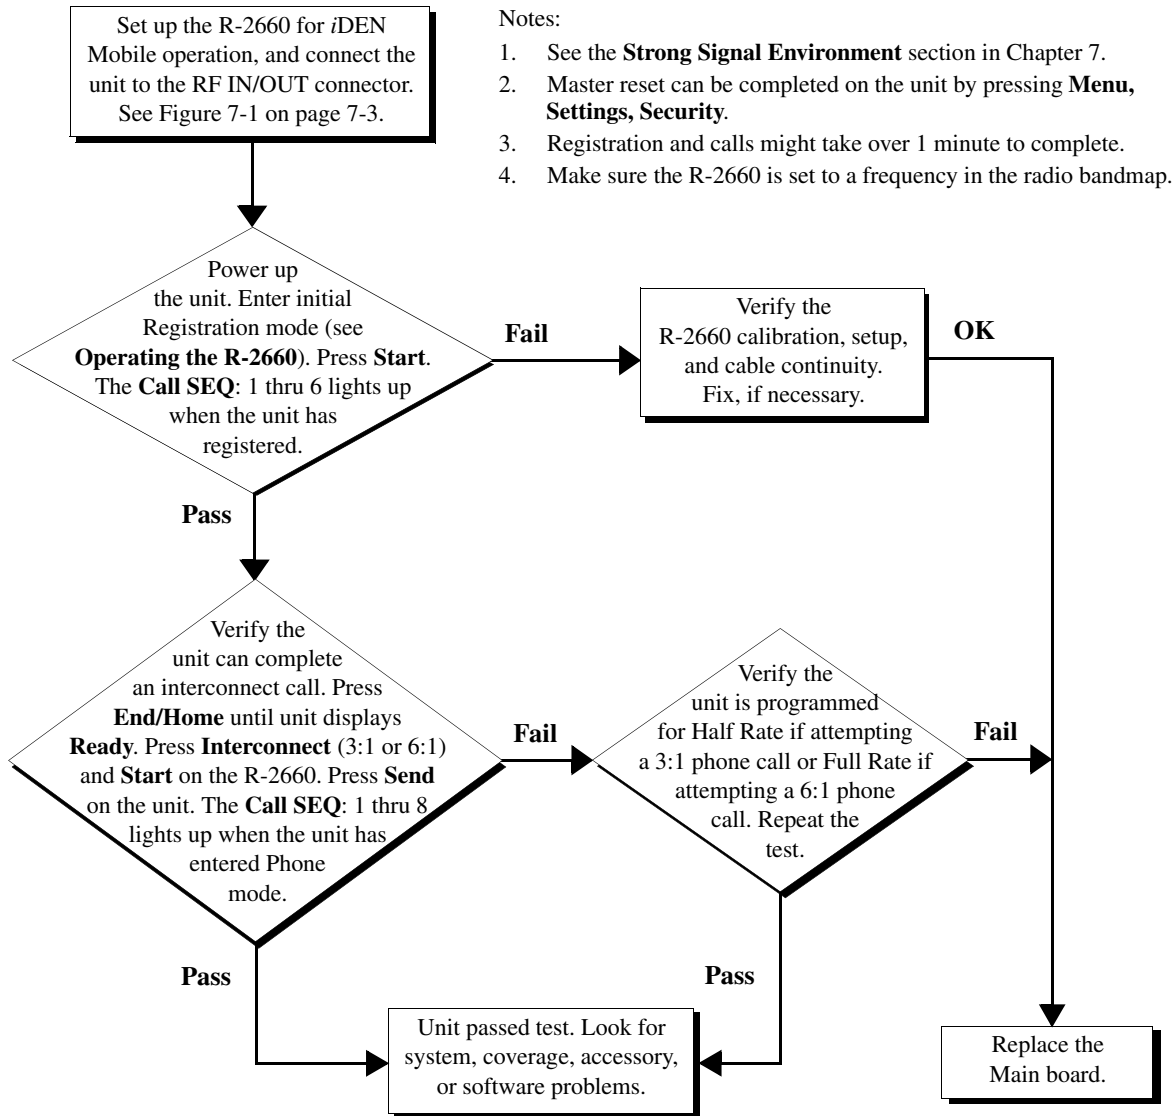 Set up the R-2660 for iDEN
Mobile operation, and connect the
unit to the RF IN/OUT connector.
See Figure 7-1 on page 7-3.
Notes:
1. See the Strong Signal Environment section in Chapter 7.
2. Master reset can be completed on the unit by pressing Menu,
Settings, Security.
3. Registration and calls might take over 1 minute to complete.
4. Make sure the R-2660 is set to a frequency in the radio bandmap.
Power up
the unit. Enter initial
Registration mode (see
Operating the R-2660). Press Start.
The Call SEQ: 1 thru 6 lights up
when the unit has
registered.
Fail
Verify the
R-2660 calibration, setup,
and cable continuity.
Fix, if necessary.
OK
Pass
Verify the
unit can complete
an interconnect call. Press
End/Home until unit displays
Ready. Press Interconnect (3:1 or 6:1)
and Start on the R-2660. Press Send
on the unit. The Call SEQ: 1 thru 8
lights up when the unit has
entered Phone
mode.
Fail
Verify the
unit is programmed
for Half Rate if attempting
a 3:1 phone call or Full Rate if
attempting a 6:1 phone
call. Repeat the
test.
Fail
Pass
Pass
Unit passed test. Look for
system, coverage, accessory,
or software problems.
Replace the
Main board.